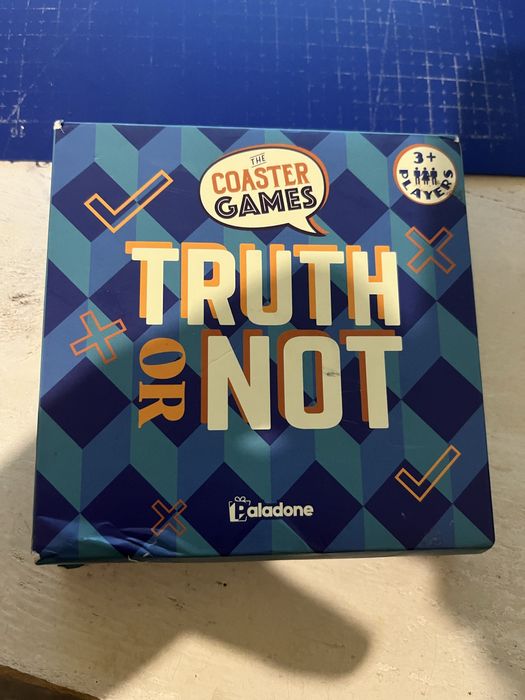 THE
COASTER
GAMES
3+
PLAYERS
TRUTH
OR
NOT
Paladone